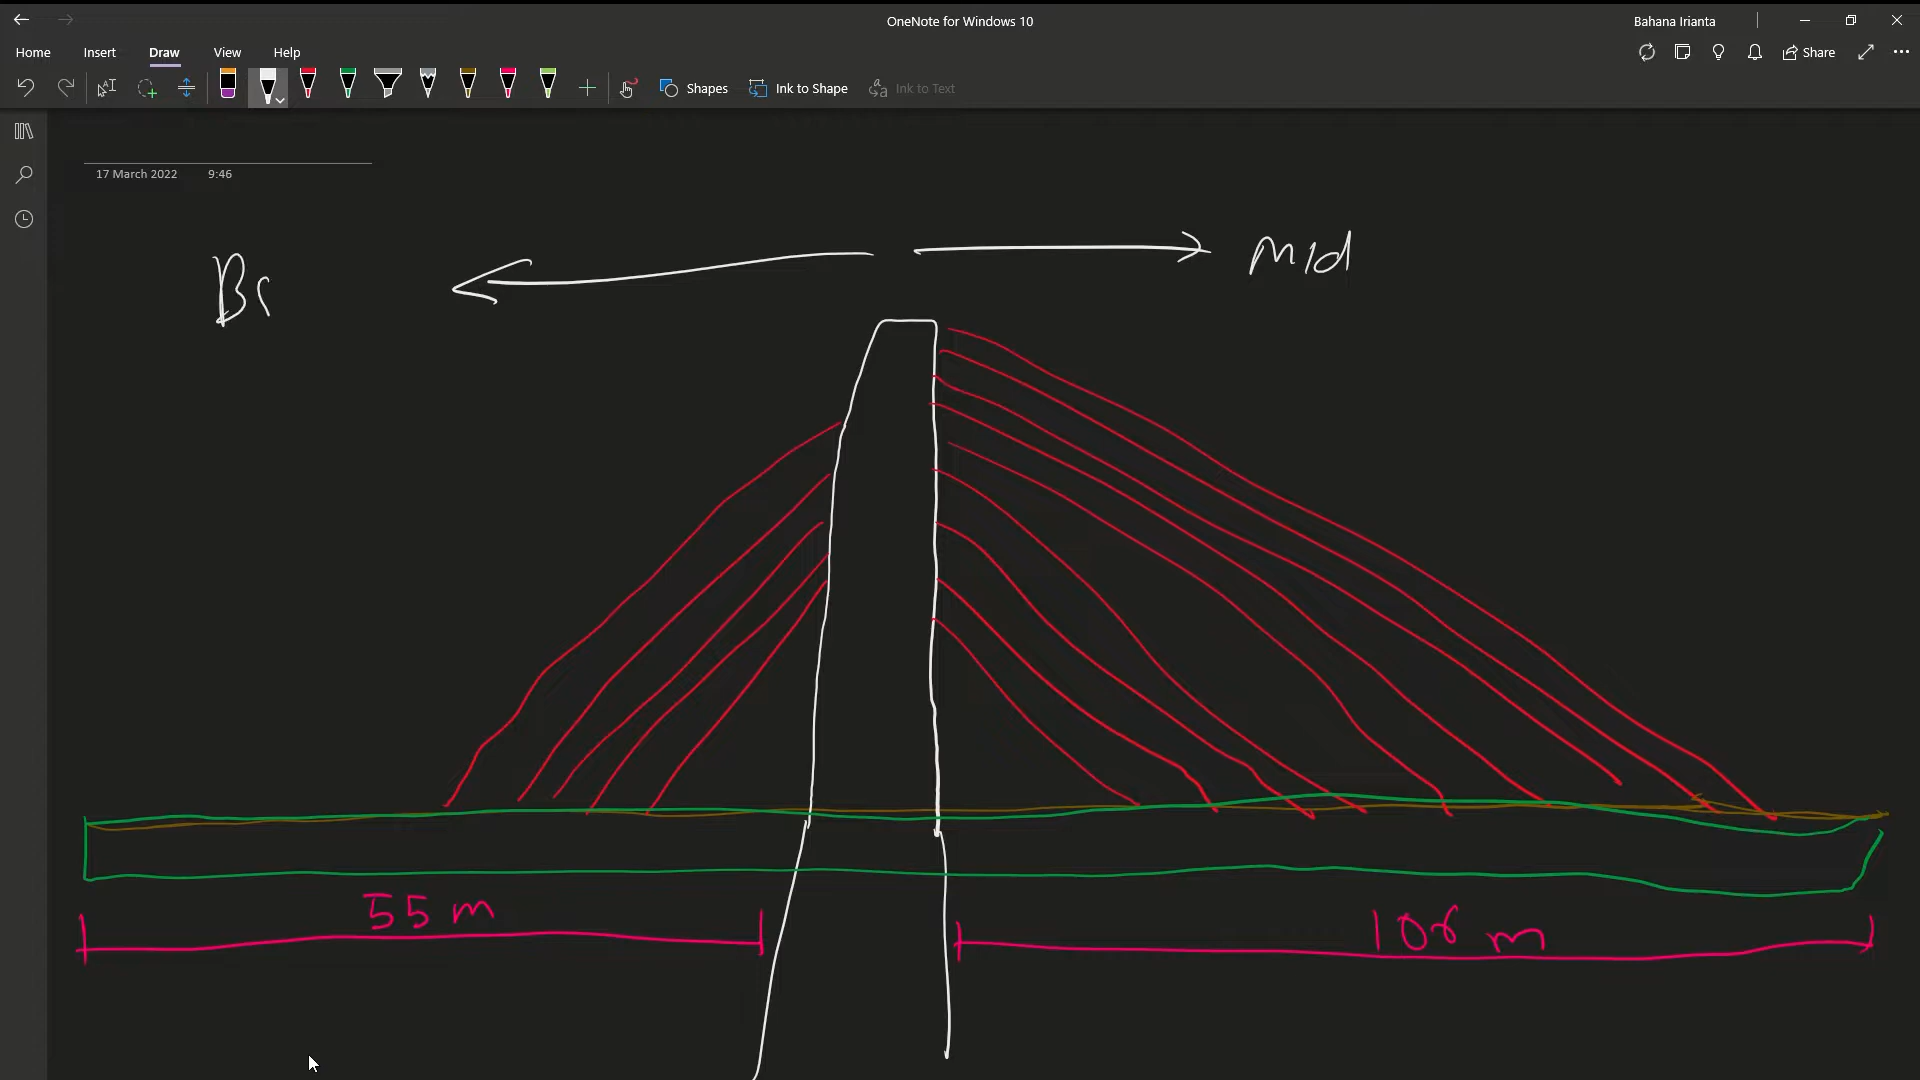 OneNote for Windows 10
Bahana Irianta
Home Insert Draw View Help
Share
Shapes
Ink to Shape
Ink to Text
17 March 2022 9:46
Mid
55 m
m